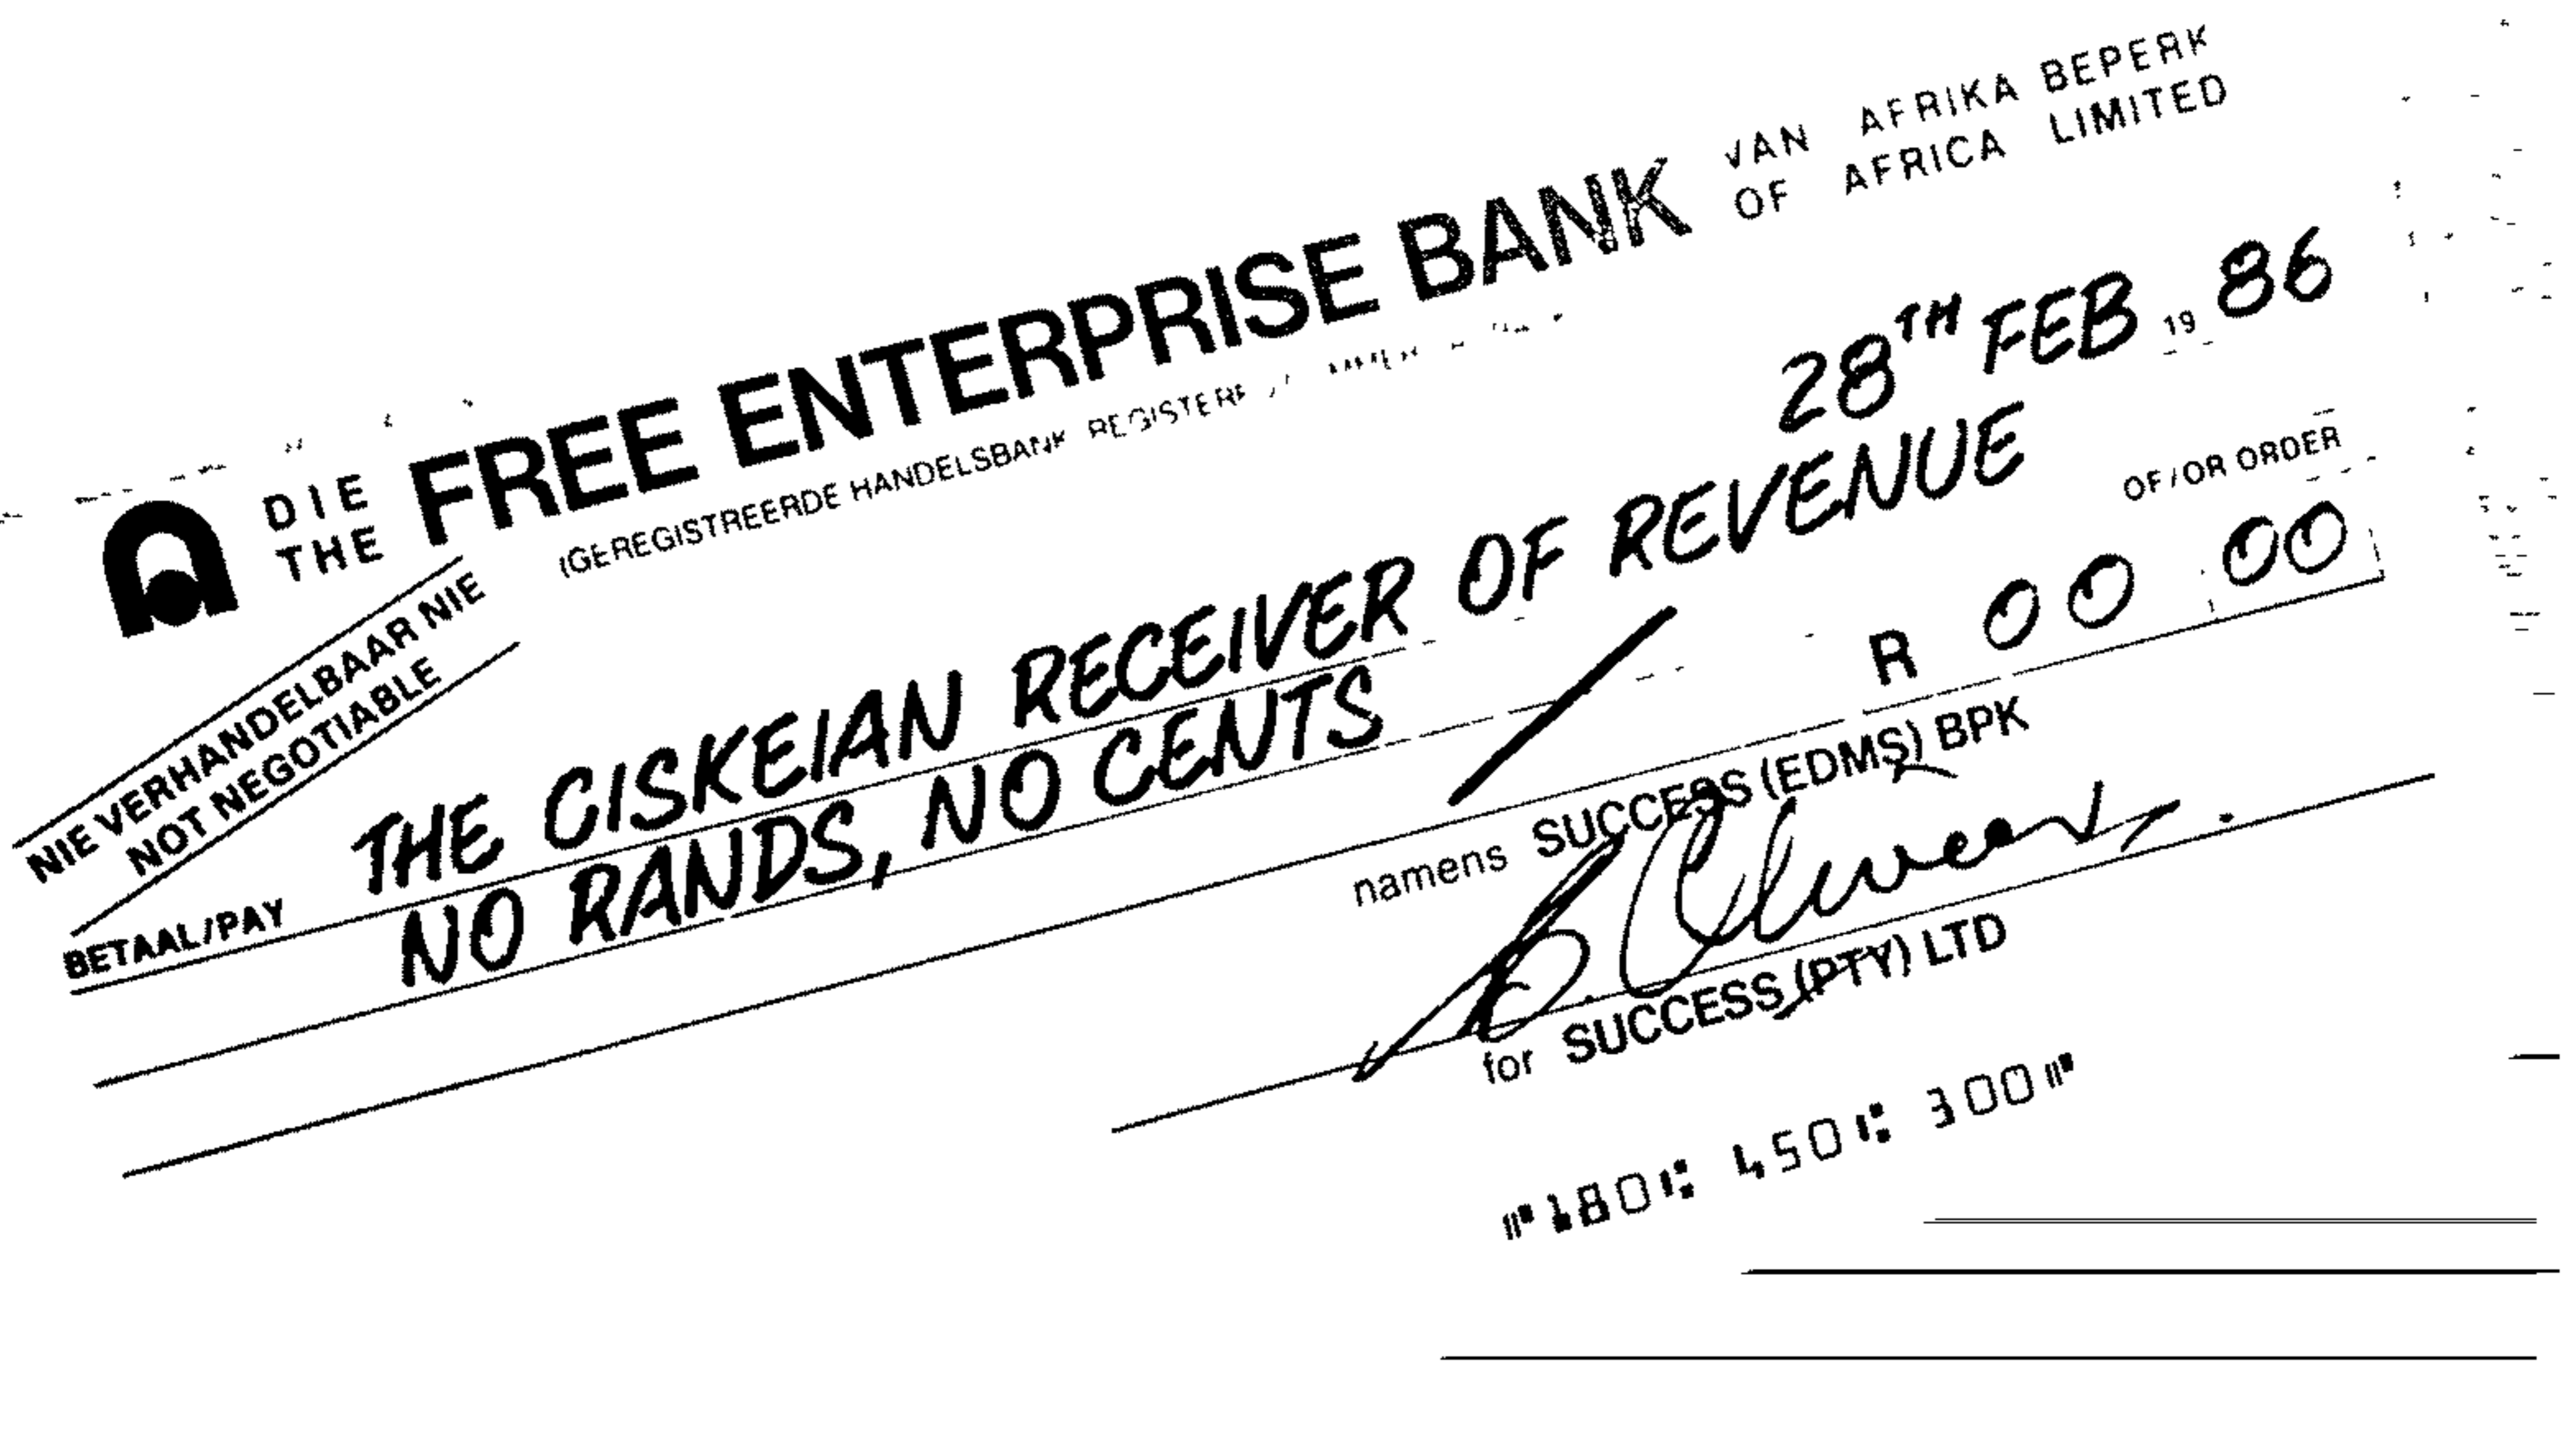 VAN AFRIKA BEPERK
DIE
THE FREE ENTERPRISE BANK
OF AFRICA LIMITED
(GEREGISTREERDE HANDELSBANK
28TH FEB 19 86
NIE VERHANDELBAAR NIE
NOT NEGOTIABLE
BETAAL/PAY THE CISKEIAN RECEIVER OF REVENUE OF/OR ORDER
NO RANDS, NO CENTS
R 00 00
namens SUCCESS (EDMS) BPK
for SUCCESS (PTY) LTD
⑈180⑆ 450⑆ 300⑈